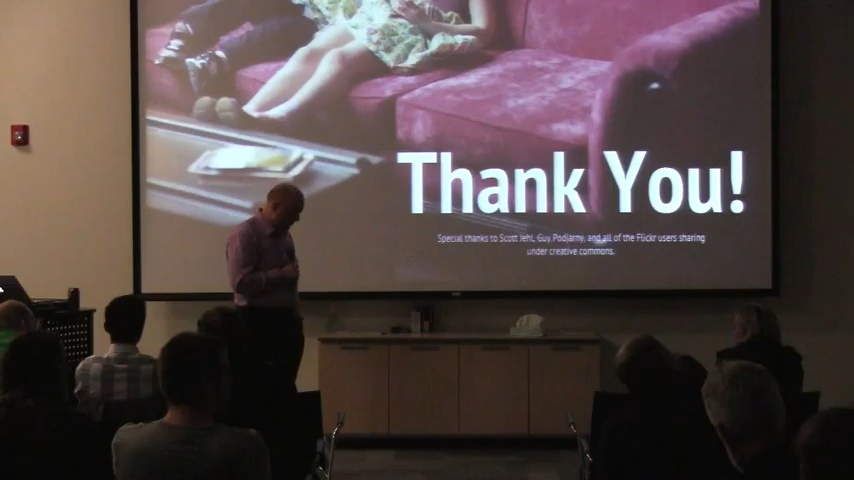 Thank You!
Special thanks to Scott Jehl, Guy Podjarny, and all of the Flickr users sharing
under creative commons.